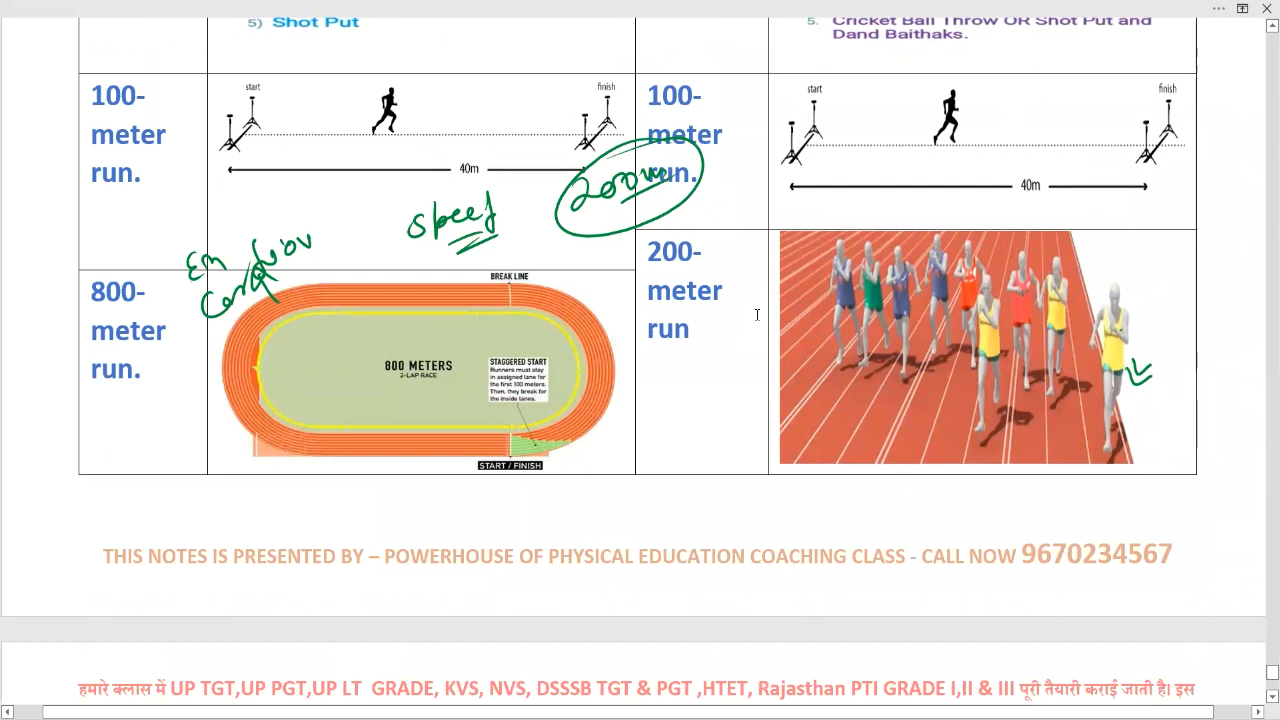 5) Shot Put
5. Cricket Ball Throw OR Shot Put and
Dand Baithaks.
100-
meter
run.
start
finish
40m
speed
100-
meter
run.
start
finish
40m
800-
meter
run.
BREAK LINE
800 METERS
2-LAP RACE
STAGGERED START
Runners must stay
in assigned lane for
the first 100 meters.
Then, they break for
the inside lanes.
START / FINISH
200-
meter
run
THIS NOTES IS PRESENTED BY – POWERHOUSE OF PHYSICAL EDUCATION COACHING CLASS - CALL NOW 9670234567
हमारे क्लास में UP TGT,UP PGT,UP LT GRADE, KVS, NVS, DSSSB TGT & PGT ,HTET, Rajasthan PTI GRADE I,II & III पूरी तैयारी कराई जाती है। इस